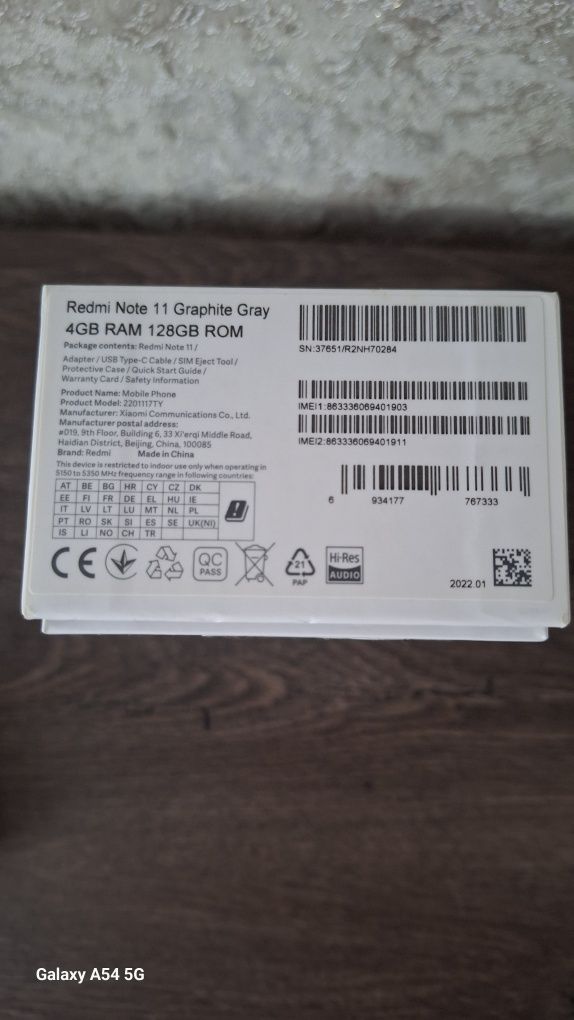 Redmi Note 11 Graphite Gray
4GB RAM 128GB ROM
Package contents: Redmi Note 11 /
Adapter / USB Type-C Cable / SIM Eject Tool /
Protective Case / Quick Start Guide /
Warranty Card / Safety Information
Product Name: Mobile Phone
Product Model: 2201117TY
Manufacturer: Xiaomi Communications Co., Ltd.
Manufacturer postal address:
#019, 9th Floor, Building 6, 33 Xi'erqi Middle Road,
Haidian District, Beijing, China, 100085
Brand: Redmi Made in China
This device is restricted to indoor use only when operating in
5150 to 5350 MHz frequency range in following countries:
AT BE BG HR CY CZ DK
EE FI FR DE EL HU IE
IT LV LT LU MT NL PL
PT RO SK SI ES SE UK(NI)
IS LI NO CH TR
CE
QC
PASS
21
PAP
Hi-Res
AUDIO
SN:37651/R2NH70284
IMEI1:863336069401903
IMEI2:863336069401911
6 934177 767333
2022.01
Galaxy A54 5G